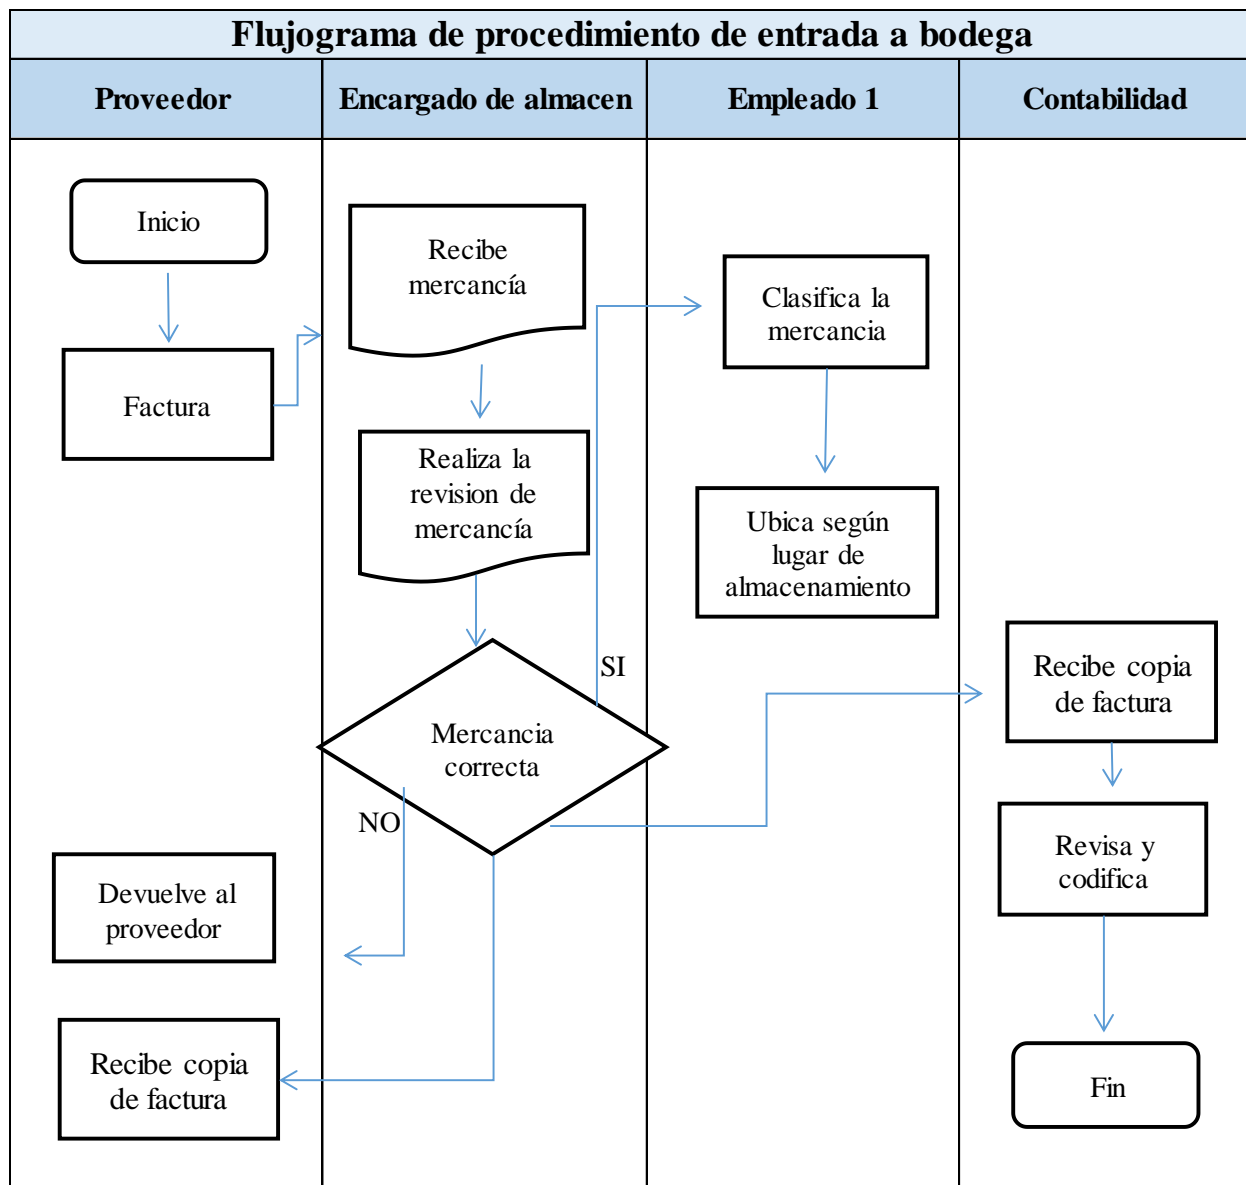 Flujograma de procedimiento de entrada a bodega
Proveedor
Encargado de almacen
Empleado 1
Contabilidad
Inicio
Factura
Recibe
mercancía
Realiza la
revision de
mercancía
Mercancia
correcta
SI
NO
Clasifica la
mercancia
Ubica según
lugar de
almacenamiento
Recibe copia
de factura
Revisa y
codifica
Fin
Devuelve al
proveedor
Recibe copia
de factura